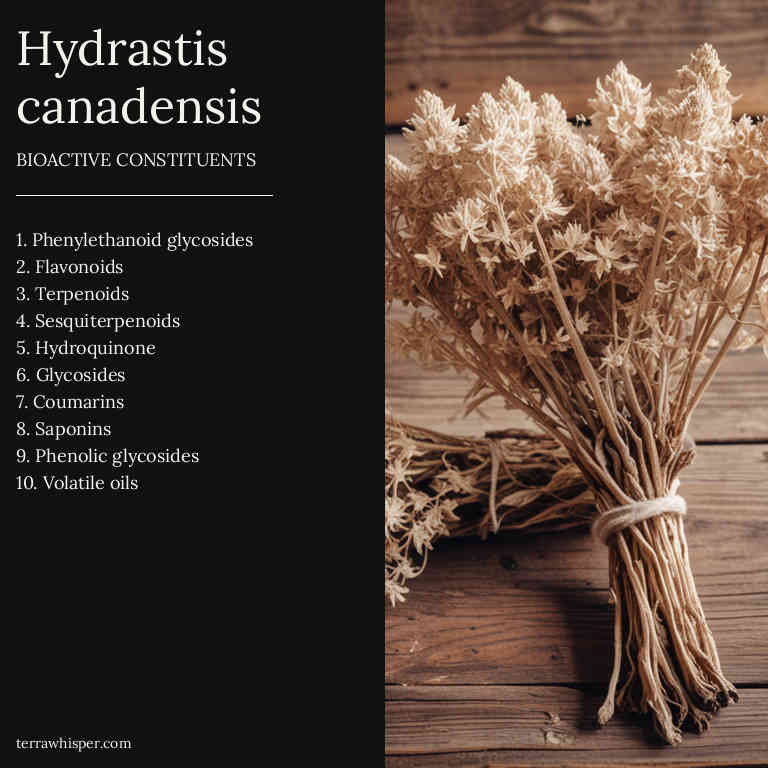 Hydrastis
canadensis
BIOACTIVE CONSTITUENTS
1. Phenylethanoid glycosides
2. Flavonoids
3. Terpenoids
4. Sesquiterpenoids
5. Hydroquinone
6. Glycosides
7. Coumarins
8. Saponins
9. Phenolic glycosides
10. Volatile oils
terrawhisper.com